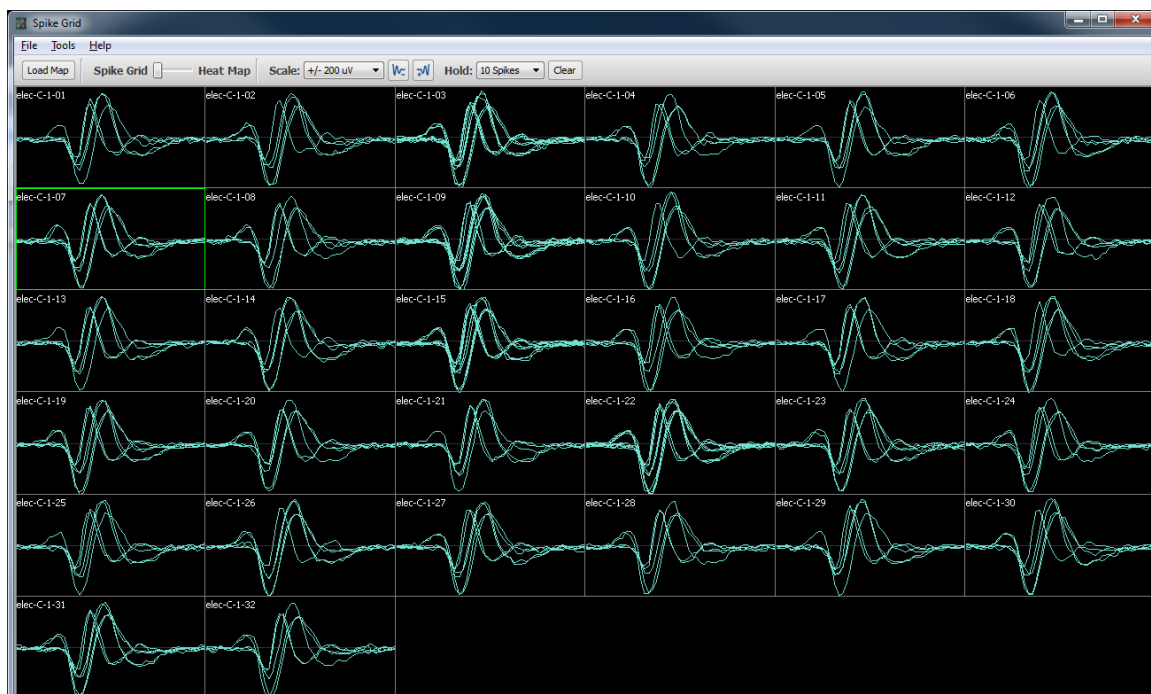 Spike Grid
File Tools Help
Load Map Spike Grid Heat Map Scale: +/- 200 uV Hold: 10 Spikes Clear
elec-C-1-01 elec-C-1-02 elec-C-1-03 elec-C-1-04 elec-C-1-05 elec-C-1-06
elec-C-1-07 elec-C-1-08 elec-C-1-09 elec-C-1-10 elec-C-1-11 elec-C-1-12
elec-C-1-13 elec-C-1-14 elec-C-1-15 elec-C-1-16 elec-C-1-17 elec-C-1-18
elec-C-1-19 elec-C-1-20 elec-C-1-21 elec-C-1-22 elec-C-1-23 elec-C-1-24
elec-C-1-25 elec-C-1-26 elec-C-1-27 elec-C-1-28 elec-C-1-29 elec-C-1-30
elec-C-1-31 elec-C-1-32